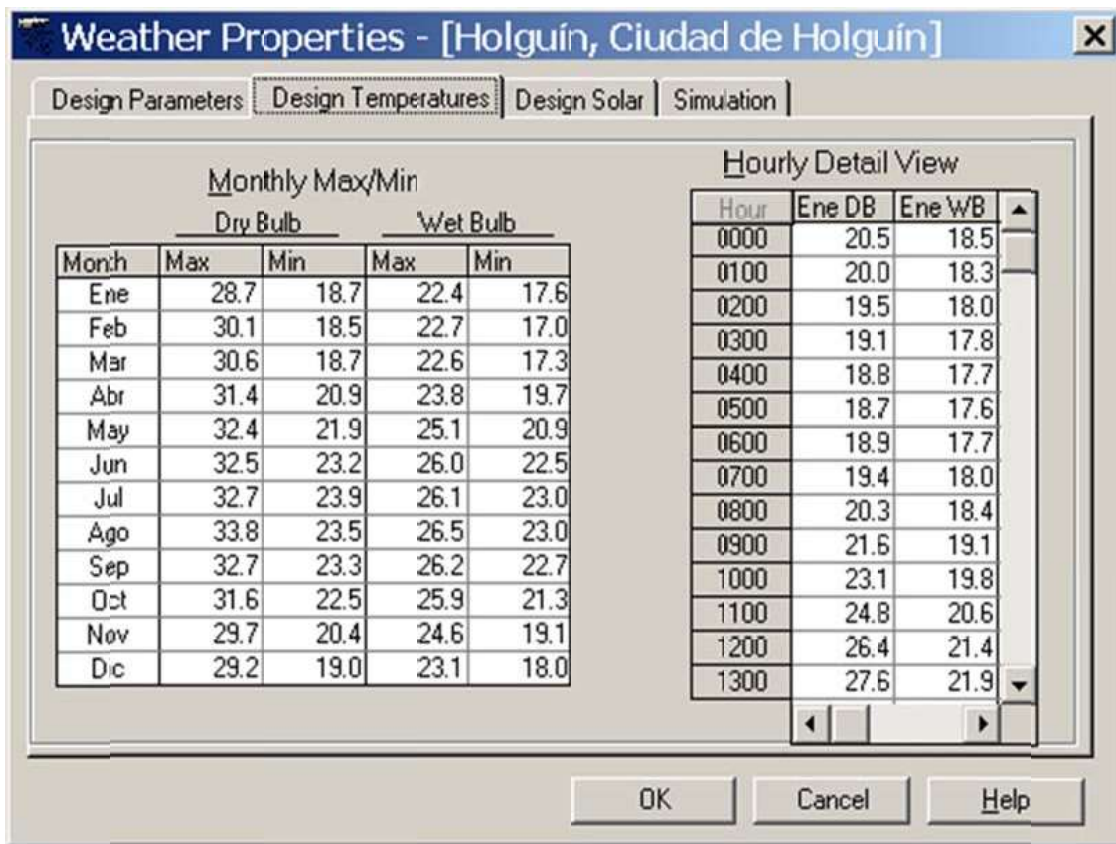 Weather Properties - [Holguín, Ciudad de Holguín]
Design Parameters Design Temperatures Design Solar Simulation
Monthly Max/Min
Dry Bulb Wet Bulb
Month Max Min Max Min
Ene 28.7 18.7 22.4 17.6
Feb 30.1 18.5 22.7 17.0
Mar 30.6 18.7 22.6 17.3
Abr 31.4 20.9 23.8 19.7
May 32.4 21.9 25.1 20.9
Jun 32.5 23.2 26.0 22.5
Jul 32.7 23.9 26.1 23.0
Ago 33.8 23.5 26.5 23.0
Sep 32.7 23.3 26.2 22.7
Oct 31.6 22.5 25.9 21.3
Nov 29.7 20.4 24.6 19.1
Dic 29.2 19.0 23.1 18.0
Hourly Detail View
Hour Ene DB Ene WB
0000 20.5 18.5
0100 20.0 18.3
0200 19.5 18.0
0300 19.1 17.8
0400 18.8 17.7
0500 18.7 17.6
0600 18.9 17.7
0700 19.4 18.0
0800 20.3 18.4
0900 21.6 19.1
1000 23.1 19.8
1100 24.8 20.6
1200 26.4 21.4
1300 27.6 21.9
OK Cancel Help